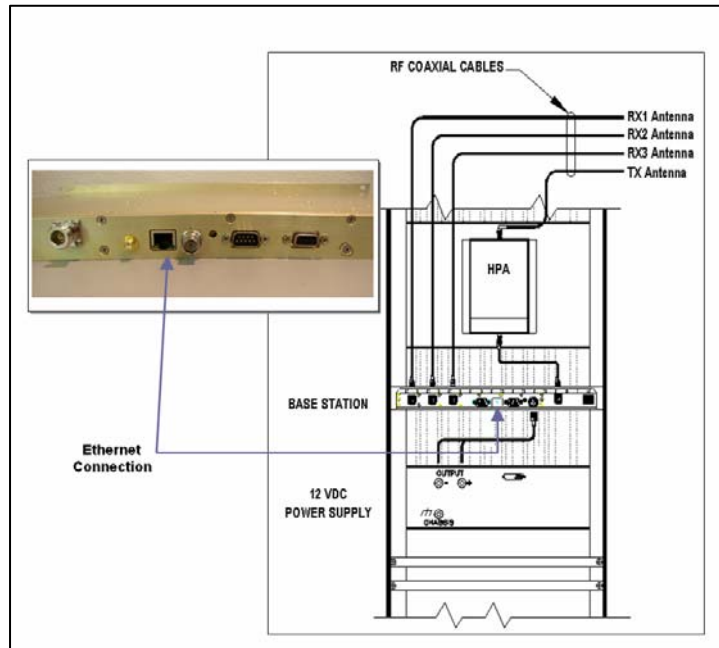 RF COAXIAL CABLES
RX1 Antenna
RX2 Antenna
RX3 Antenna
TX Antenna
HPA
BASE STATION
Ethernet
Connection
OUTPUT
12 VDC
POWER SUPPLY
CHASSIS